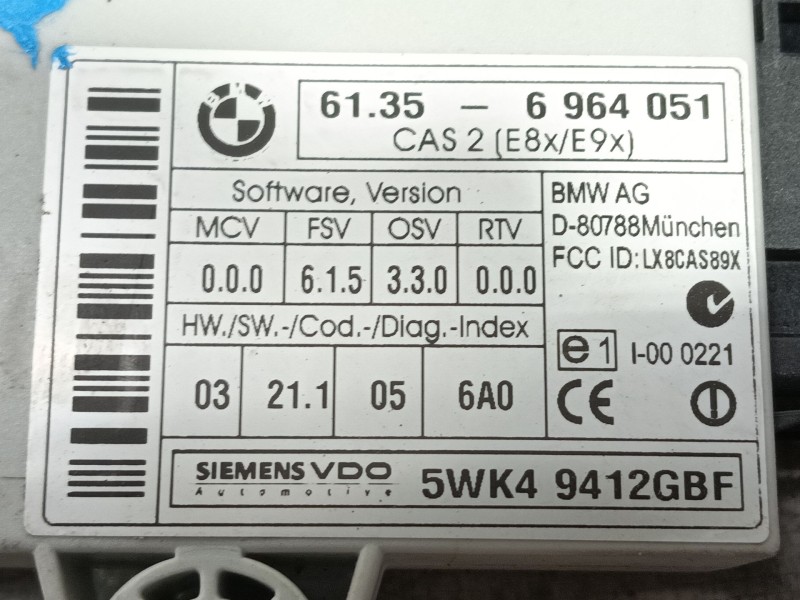 BMW
61.35 - 6 964 051
CAS 2 (E8x/E9x)
Software, Version
MCV FSV OSV RTV
0.0.0 6.1.5 3.3.0 0.0.0
HW./SW.-/Cod.-/Diag.-Index
03 21.1 05 6A0
BMW AG
D-80788München
FCC ID:LX8CAS89X
e1 I-00 0221
CE
SIEMENS VDO
Automotive
5WK4 9412GBF